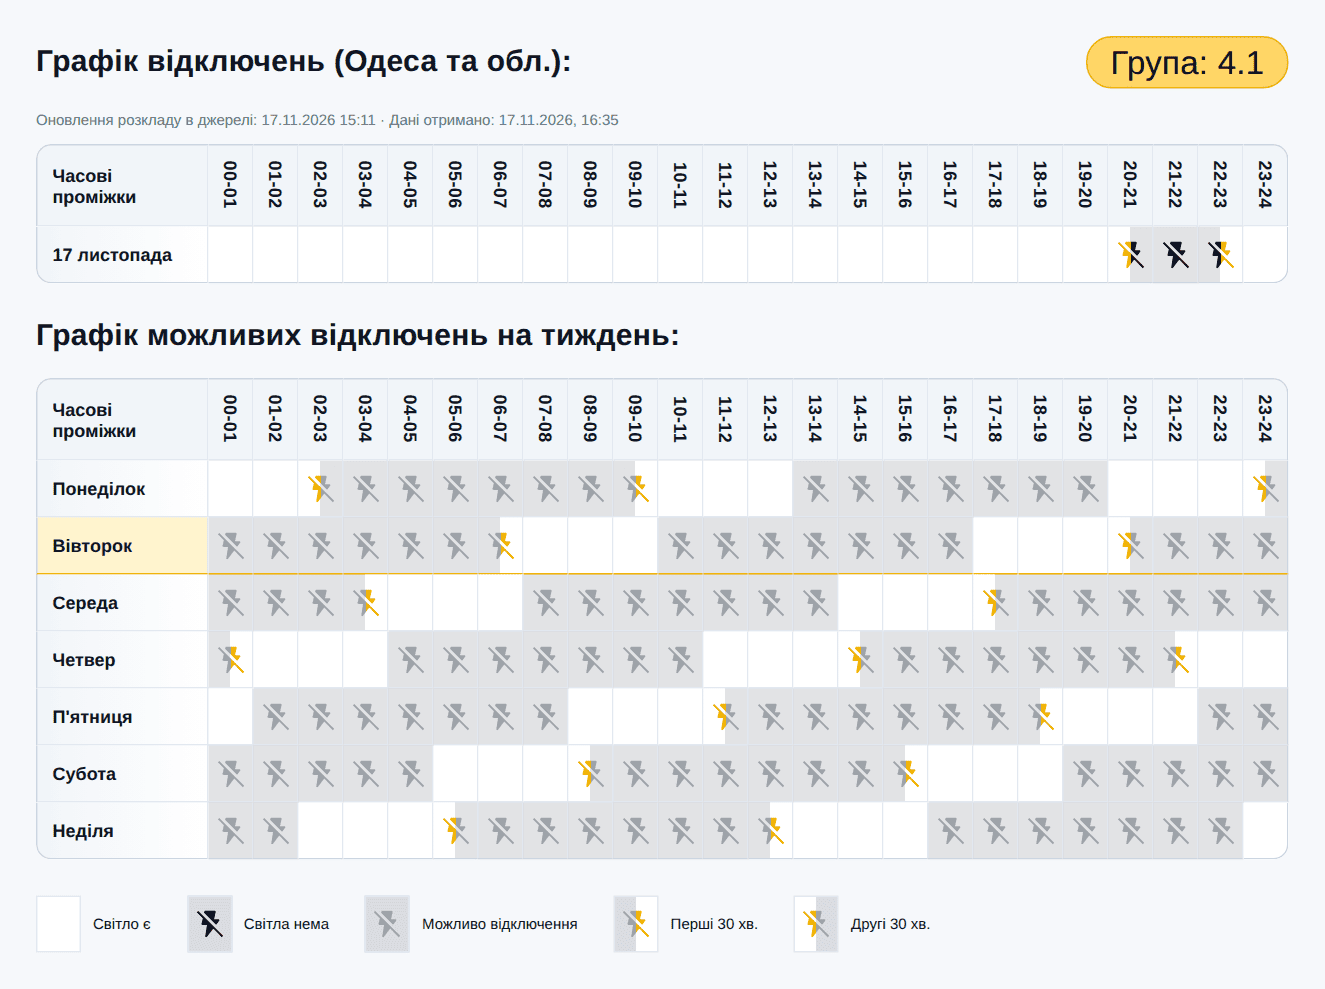 Графік відключень (Одеса та обл.):
Група: 4.1
Оновлення розкладу в джерелі: 17.11.2026 15:11 · Дані отримано: 17.11.2026, 16:35
Часові
проміжки
00-01 01-02 02-03 03-04 04-05 05-06 06-07 07-08 08-09 09-10 10-11 11-12 12-13 13-14 14-15 15-16 16-17 17-18 18-19 19-20 20-21 21-22 22-23 23-24
17 листопада
Графік можливих відключень на тиждень:
Часові
проміжки
00-01 01-02 02-03 03-04 04-05 05-06 06-07 07-08 08-09 09-10 10-11 11-12 12-13 13-14 14-15 15-16 16-17 17-18 18-19 19-20 20-21 21-22 22-23 23-24
Понеділок
Вівторок
Середа
Четвер
П'ятниця
Субота
Неділя
Світло є
Світла нема
Можливо відключення
Перші 30 хв.
Другі 30 хв.